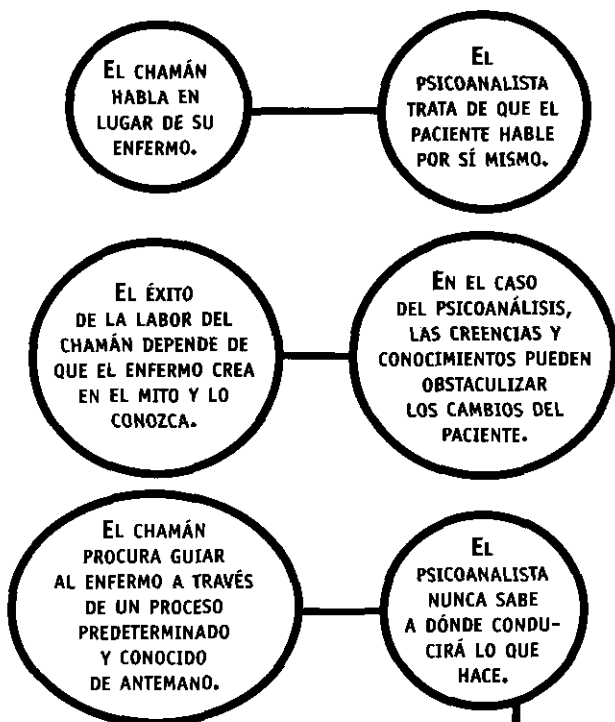 EL CHAMÁN
HABLA EN
LUGAR DE SU
ENFERMO.
EL
PSICOANALISTA
TRATA DE QUE EL
PACIENTE HABLE
POR SÍ MISMO.
EL ÉXITO
DE LA LABOR DEL
CHAMÁN DEPENDE DE
QUE EL ENFERMO CREA
EN EL MITO Y LO
CONOZCA.
EN EL CASO
DEL PSICOANÁLISIS,
LAS CREENCIAS Y
CONOCIMIENTOS PUEDEN
OBSTACULIZAR
LOS CAMBIOS DEL
PACIENTE.
EL CHAMÁN
PROCURA GUIAR
AL ENFERMO A TRAVÉS
DE UN PROCESO
PREDETERMINADO
Y CONOCIDO
DE ANTEMANO.
EL
PSICOANALISTA
NUNCA SABE
A DÓNDE CONDU-
CIRÁ LO QUE
HACE.